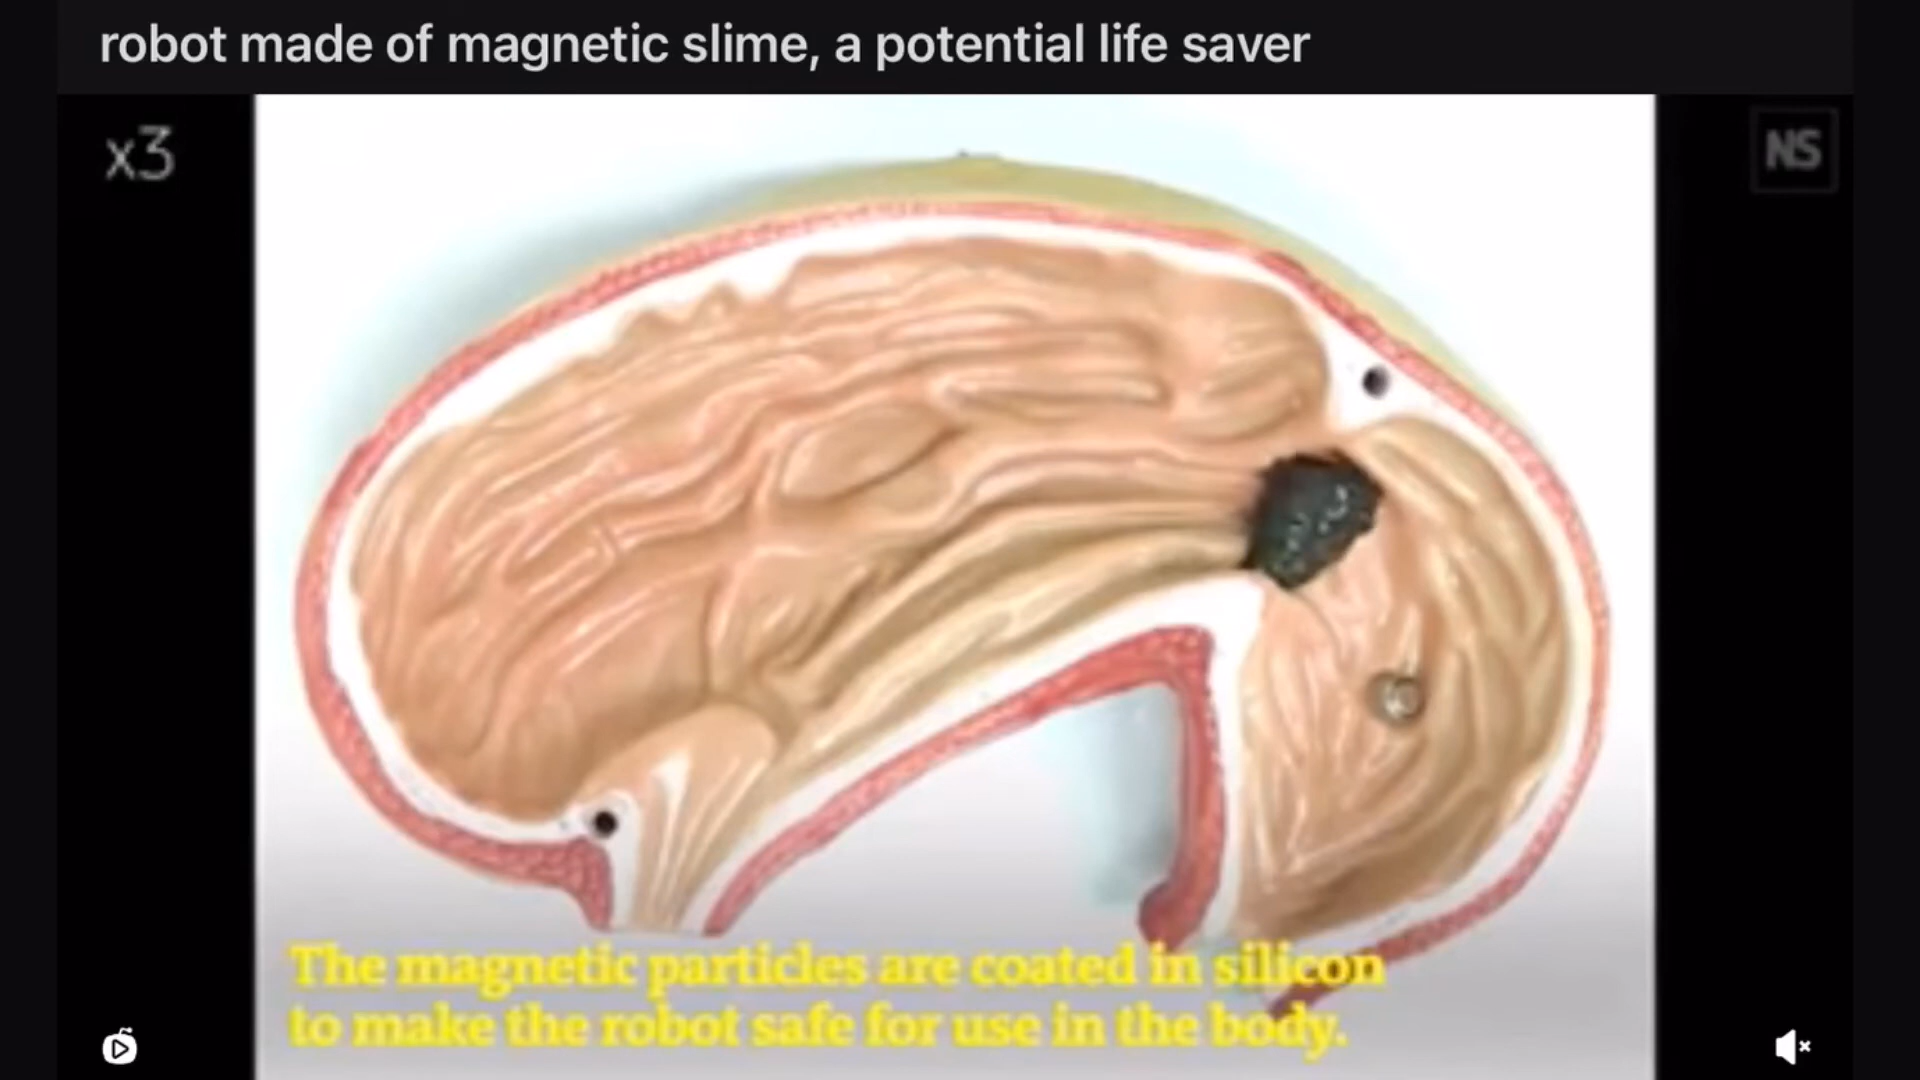 robot made of magnetic slime, a potential life saver
x3
NS
The magnetic particles are coated in silicon
to make the robot safe for use in the body.